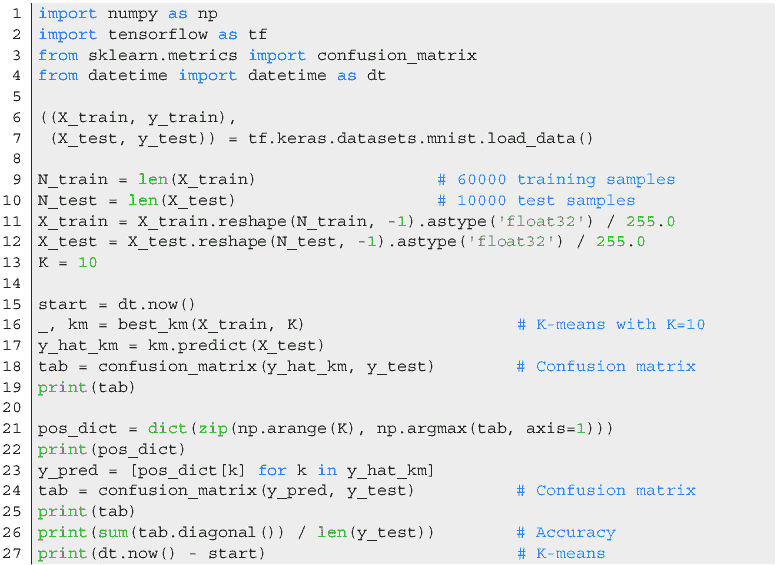 1 import numpy as np
2 import tensorflow as tf
3 from sklearn.metrics import confusion_matrix
4 from datetime import datetime as dt
5
6 ((X_train, y_train),
7  (X_test, y_test)) = tf.keras.datasets.mnist.load_data()
8
9 N_train = len(X_train) # 60000 training samples
10 N_test = len(X_test) # 10000 test samples
11 X_train = X_train.reshape(N_train, -1).astype('float32') / 255.0
12 X_test = X_test.reshape(N_test, -1).astype('float32') / 255.0
13 K = 10
14
15 start = dt.now()
16 _, km = best_km(X_train, K) # K-means with K=10
17 y_hat_km = km.predict(X_test)
18 tab = confusion_matrix(y_hat_km, y_test) # Confusion matrix
19 print(tab)
20
21 pos_dict = dict(zip(np.arange(K), np.argmax(tab, axis=1)))
22 print(pos_dict)
23 y_pred = [pos_dict[k] for k in y_hat_km]
24 tab = confusion_matrix(y_pred, y_test) # Confusion matrix
25 print(tab)
26 print(sum(tab.diagonal()) / len(y_test)) # Accuracy
27 print(dt.now() - start) # K-means